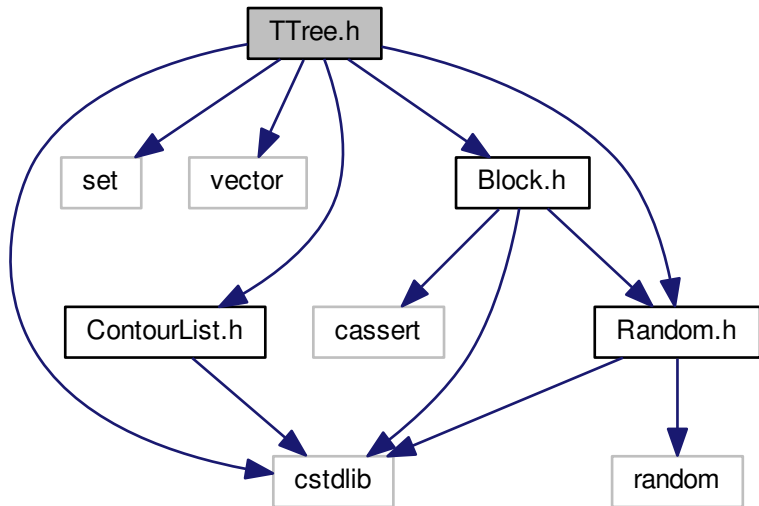 TTree.h
set
vector
Block.h
ContourList.h
cassert
Random.h
cstdlib
random